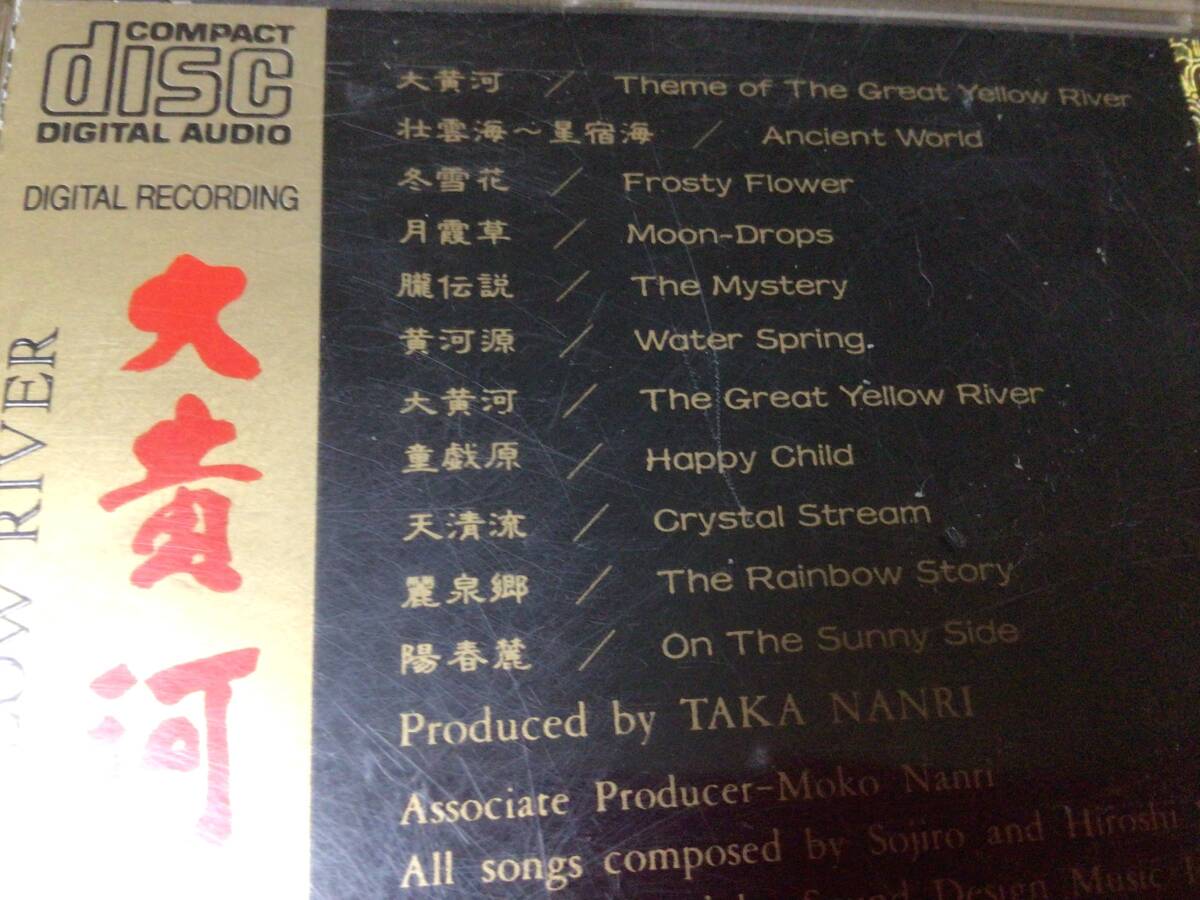 COMPACT
disc
DIGITAL AUDIO
DIGITAL RECORDING
大黄河
RIVER
大黄河 / Theme of The Great Yellow River
壮雲海~星宿海 / Ancient World
冬雪花 / Frosty Flower
月霞草 / Moon-Drops
朧伝説 / The Mystery
黄河源 / Water Spring
大黄河 / The Great Yellow River
童戯原 / Happy Child
天清流 / Crystal Stream
麗泉郷 / The Rainbow Story
陽春麓 / On The Sunny Side
Produced by TAKA NANRI
Associate Producer-Moko Nanri
All songs composed by Sojiro and Hiroshi
Sound Design Music